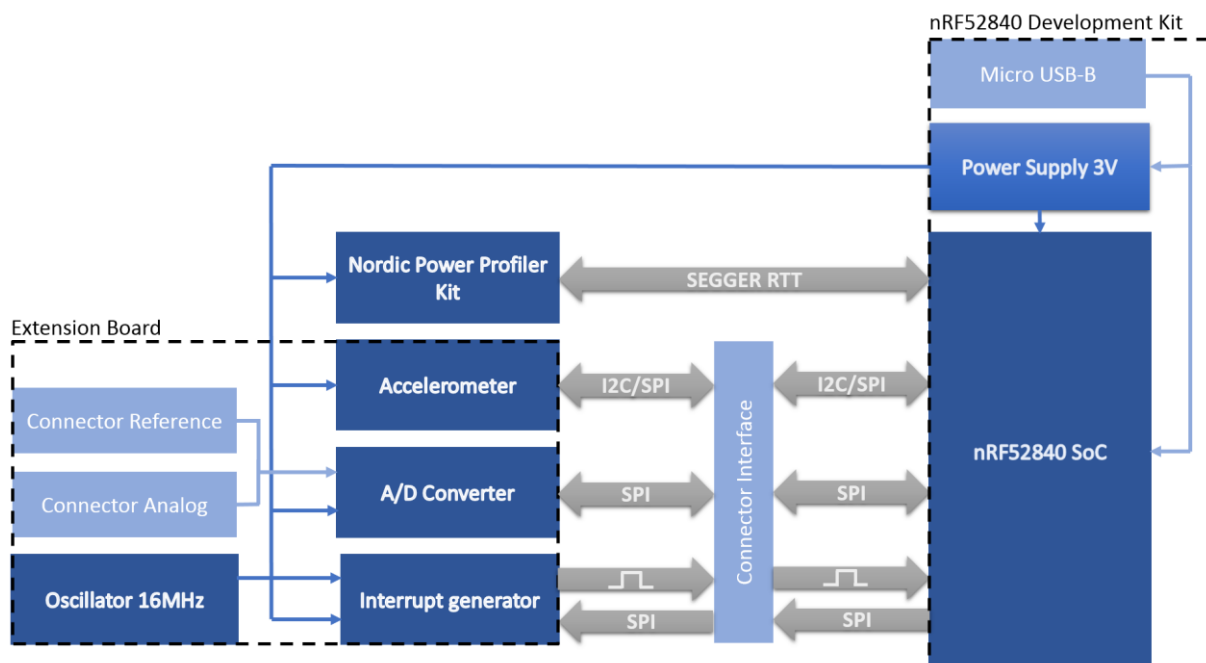 nRF52840 Development Kit
Micro USB-B
Power Supply 3V
Nordic Power Profiler
Kit
SEGGER RTT
Extension Board
Accelerometer
I2C/SPI
I2C/SPI
Connector Reference
Connector Interface
nRF52840 SoC
A/D Converter
SPI
SPI
Connector Analog
Oscillator 16MHz
Interrupt generator
SPI
SPI